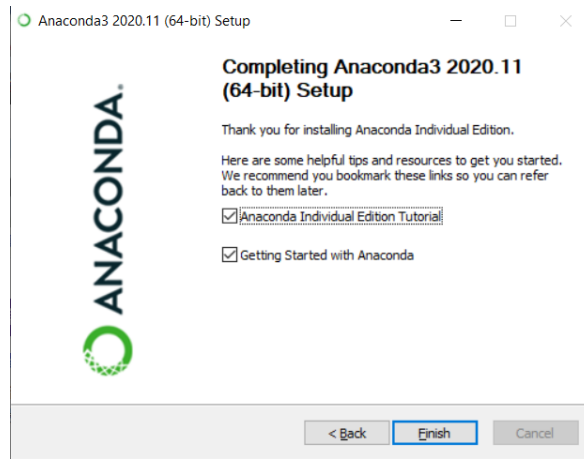 Anaconda3 2020.11 (64-bit) Setup
ANACONDA.
Completing Anaconda3 2020.11
(64-bit) Setup
Thank you for installing Anaconda Individual Edition.
Here are some helpful tips and resources to get you started.
We recommend you bookmark these links so you can refer
back to them later.
Anaconda Individual Edition Tutorial
Getting Started with Anaconda
< Back
Finish
Cancel